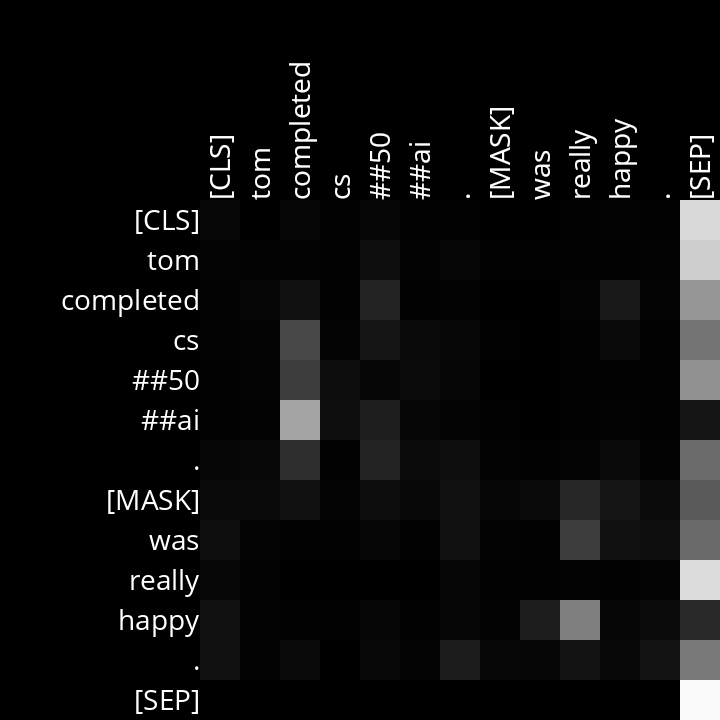 [CLS] tom completed cs ##50 ##ai . [MASK] was really happy . [SEP]
[CLS]
tom
completed
cs
##50
##ai
.
[MASK]
was
really
happy
.
[SEP]